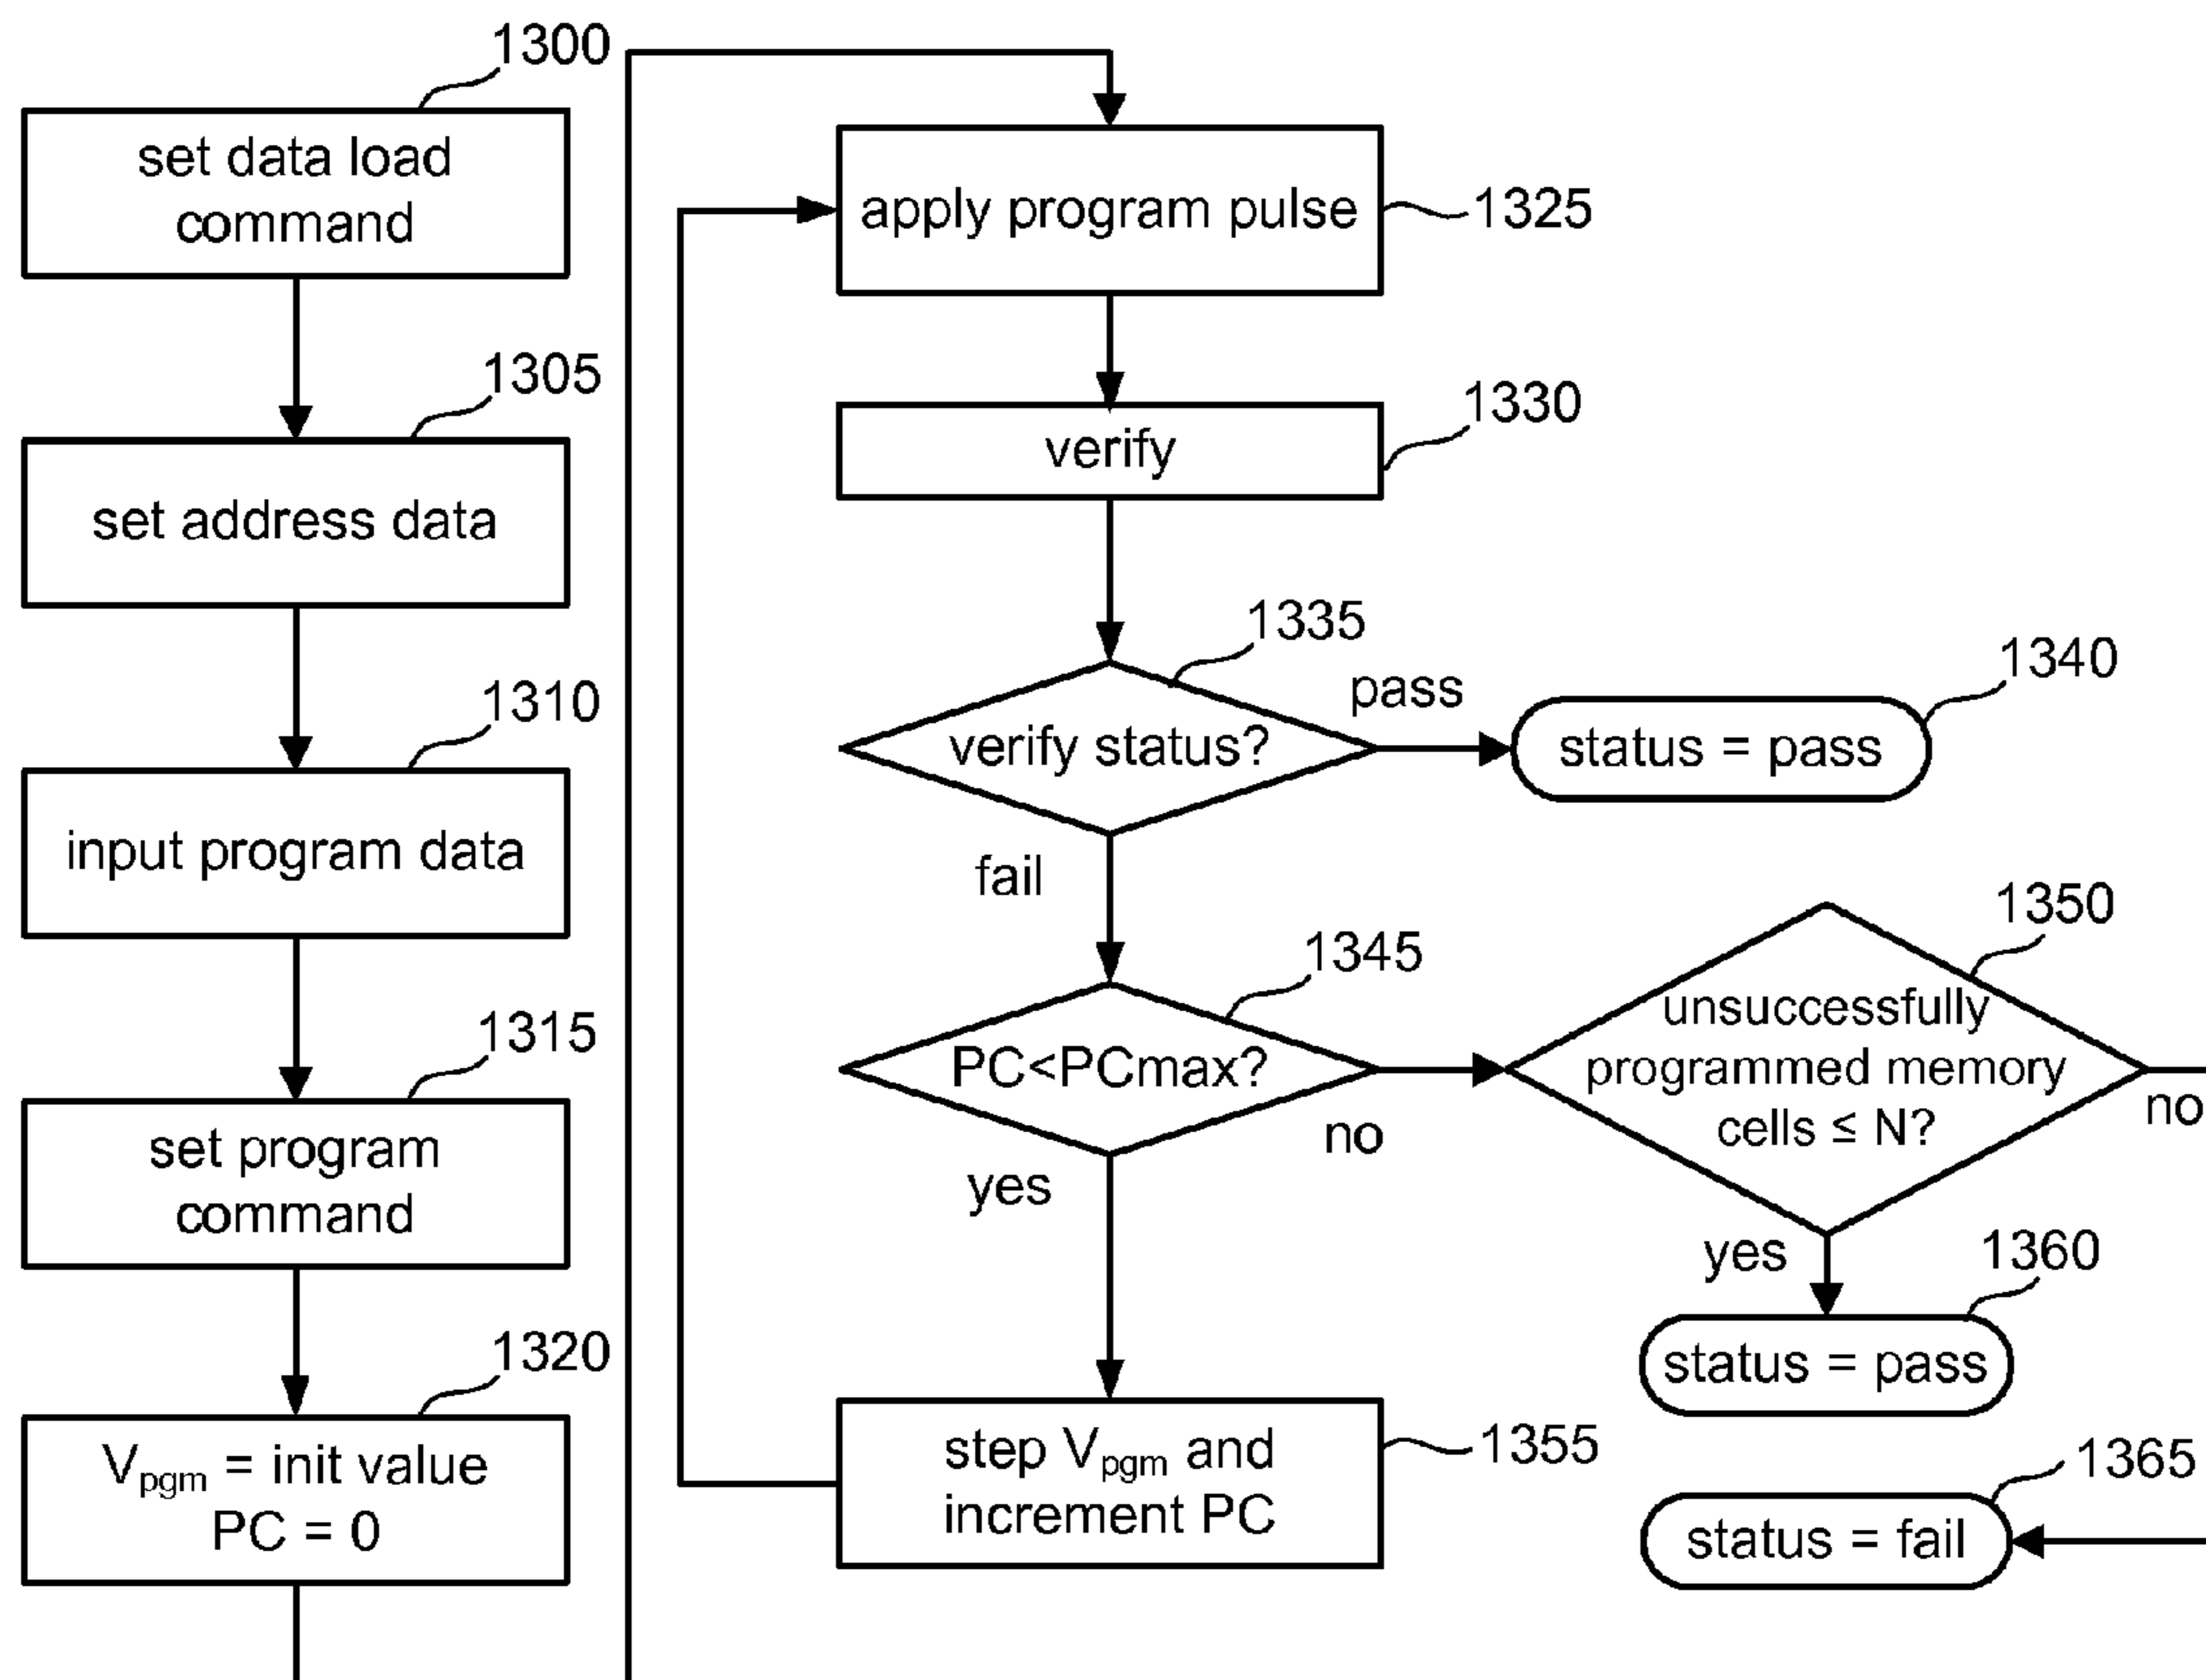 1300
set data load
command
1305
set address data
1310
input program data
1315
set program
command
1320
Vpgm = init value
PC = 0
apply program pulse
1325
verify
1330
1335
verify status?
pass
1340
status = pass
fail
1345
PC<PCmax?
no
yes
1350
unsuccessfully
programmed memory
cells ≤ N?
no
yes
1360
status = pass
step Vpgm and
increment PC
1355
1365
status = fail